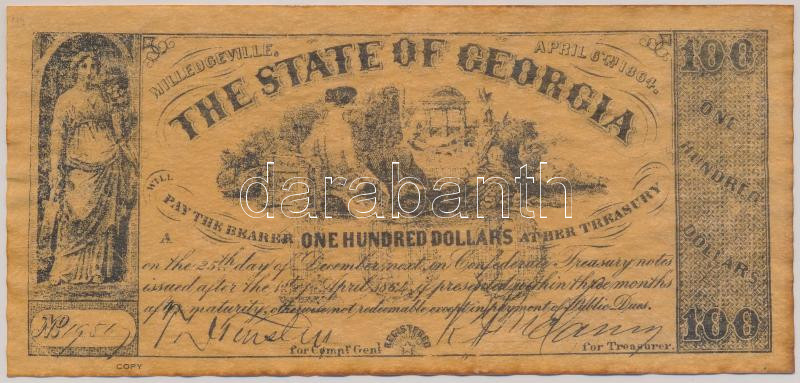 MILLEDGEVILLE. APRIL 6TH 1864.
THE STATE OF GEORGIA
100
ONE
HUNDRED
DOLLARS
100
darabanth
WILL
PAY THE BEARER ONE HUNDRED DOLLARS AT HER TREASURY
A
on the 25th day of December next, in Confederate Treasury notes
issued after the 1st of April 1864, if presented within three months
after maturity, otherwise not redeemable except in payment of Public Dues.
No
REGISTERED
for Compt Genl for Treasurer.
COPY